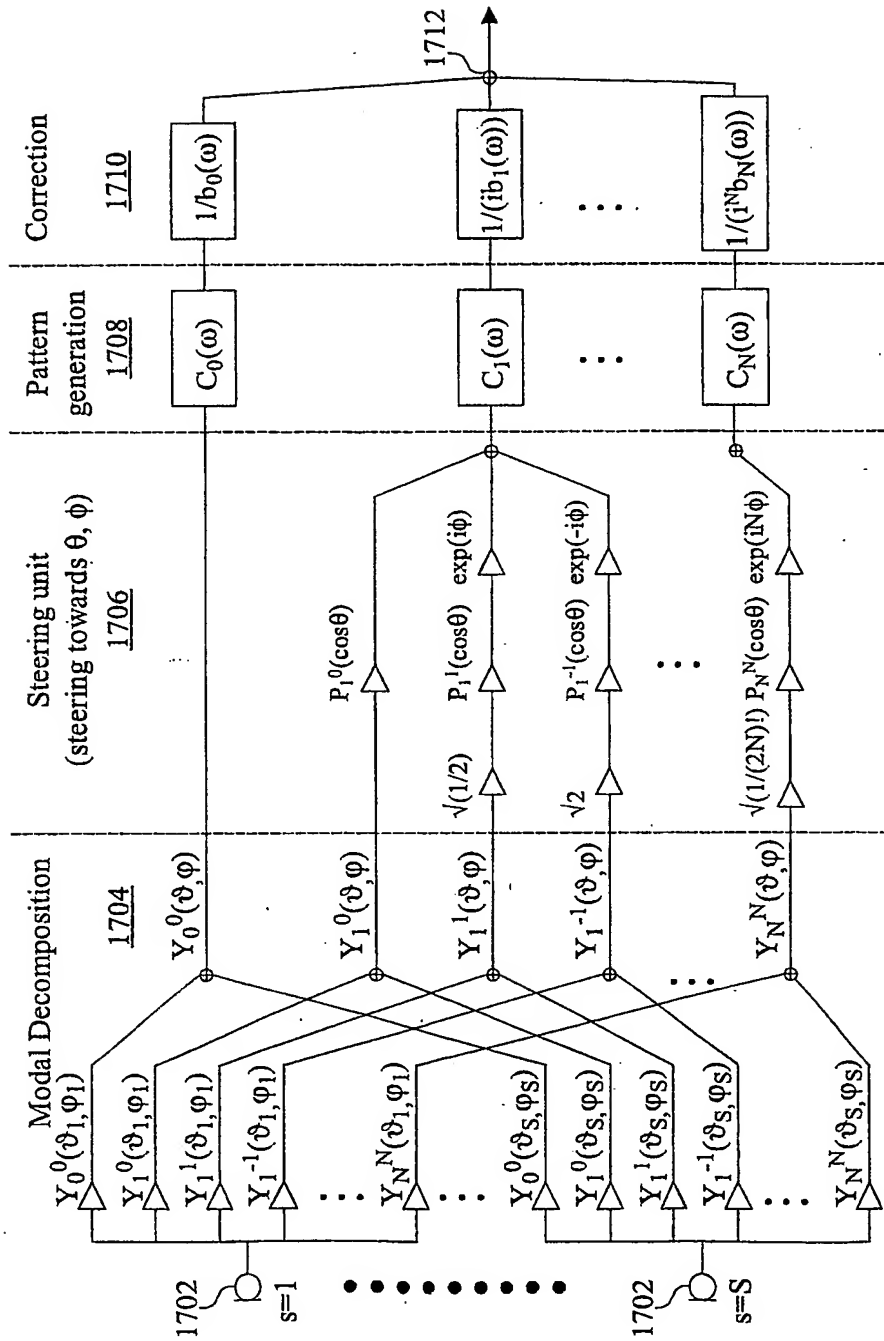 Modal Decomposition
1704
Steering unit
(steering towards θ, ϕ)
1706
Pattern
generation
1708
Correction
1710
Y₀⁰(ϑ₁,φ₁)
Y₁⁰(ϑ₁,φ₁)
Y₁¹(ϑ₁,φ₁)
Y₁⁻¹(ϑ₁,φ₁)
...
Y_N^N(ϑ₁,φ₁)
...
Y₀⁰(ϑ_S,φ_S)
Y₁⁰(ϑ_S,φ_S)
Y₁¹(ϑ_S,φ_S)
Y₁⁻¹(ϑ_S,φ_S)
...
Y_N^N(ϑ_S,φ_S)
1702
s=1
1702
s=S
Y₀⁰(ϑ,φ)
Y₁⁰(ϑ,φ)
Y₁¹(ϑ,φ)
Y₁⁻¹(ϑ,φ)
...
Y_N^N(ϑ,φ)
P₁⁰(cosθ)
√(1/2) P₁¹(cosθ) exp(iϕ)
√2 P₁⁻¹(cosθ) exp(-iϕ)
...
√(1/(2N)!) P_N^N(cosθ) exp(iNϕ)
C₀(ω)
C₁(ω)
...
C_N(ω)
1/b₀(ω)
1/(ib₁(ω))
...
1/(i^N b_N(ω))
1712